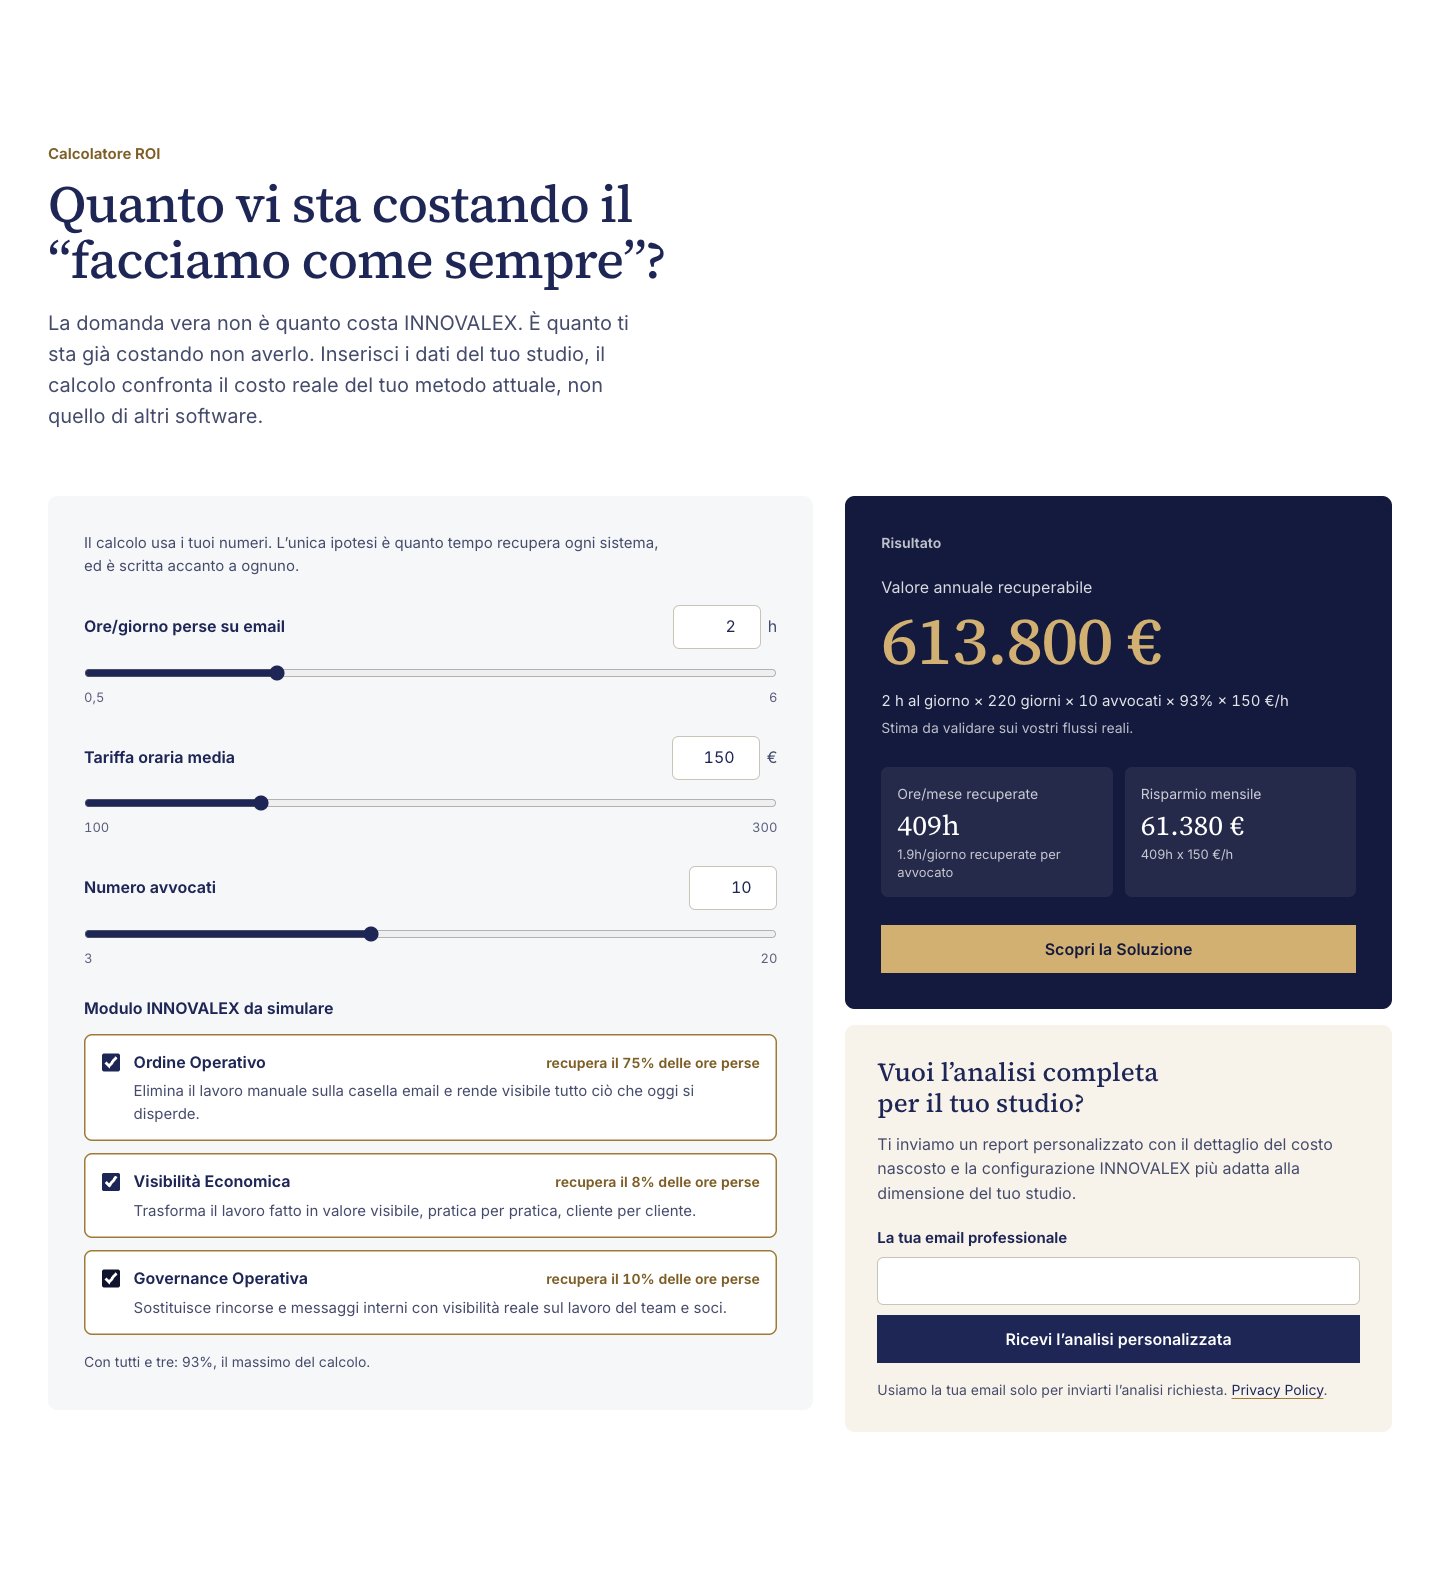 Calcolatore ROI
Quanto vi sta costando il
“facciamo come sempre”?
La domanda vera non è quanto costa INNOVALEX. È quanto ti
sta già costando non averlo. Inserisci i dati del tuo studio, il
calcolo confronta il costo reale del tuo metodo attuale, non
quello di altri software.
Il calcolo usa i tuoi numeri. L’unica ipotesi è quanto tempo recupera ogni sistema,
ed è scritta accanto a ognuno.
Ore/giorno perse su email
2 h
0,5 6
Tariffa oraria media
150 €
100 300
Numero avvocati
10
3 20
Modulo INNOVALEX da simulare
Ordine Operativo recupera il 75% delle ore perse
Elimina il lavoro manuale sulla casella email e rende visibile tutto ciò che oggi si
disperde.
Visibilità Economica recupera il 8% delle ore perse
Trasforma il lavoro fatto in valore visibile, pratica per pratica, cliente per cliente.
Governance Operativa recupera il 10% delle ore perse
Sostituisce rincorse e messaggi interni con visibilità reale sul lavoro del team e soci.
Con tutti e tre: 93%, il massimo del calcolo.
Risultato
Valore annuale recuperabile
613.800 €
2 h al giorno × 220 giorni × 10 avvocati × 93% × 150 €/h
Stima da validare sui vostri flussi reali.
Ore/mese recuperate
409h
1.9h/giorno recuperate per
avvocato
Risparmio mensile
61.380 €
409h x 150 €/h
Scopri la Soluzione
Vuoi l’analisi completa
per il tuo studio?
Ti inviamo un report personalizzato con il dettaglio del costo
nascosto e la configurazione INNOVALEX più adatta alla
dimensione del tuo studio.
La tua email professionale
Ricevi l’analisi personalizzata
Usiamo la tua email solo per inviarti l’analisi richiesta. Privacy Policy.